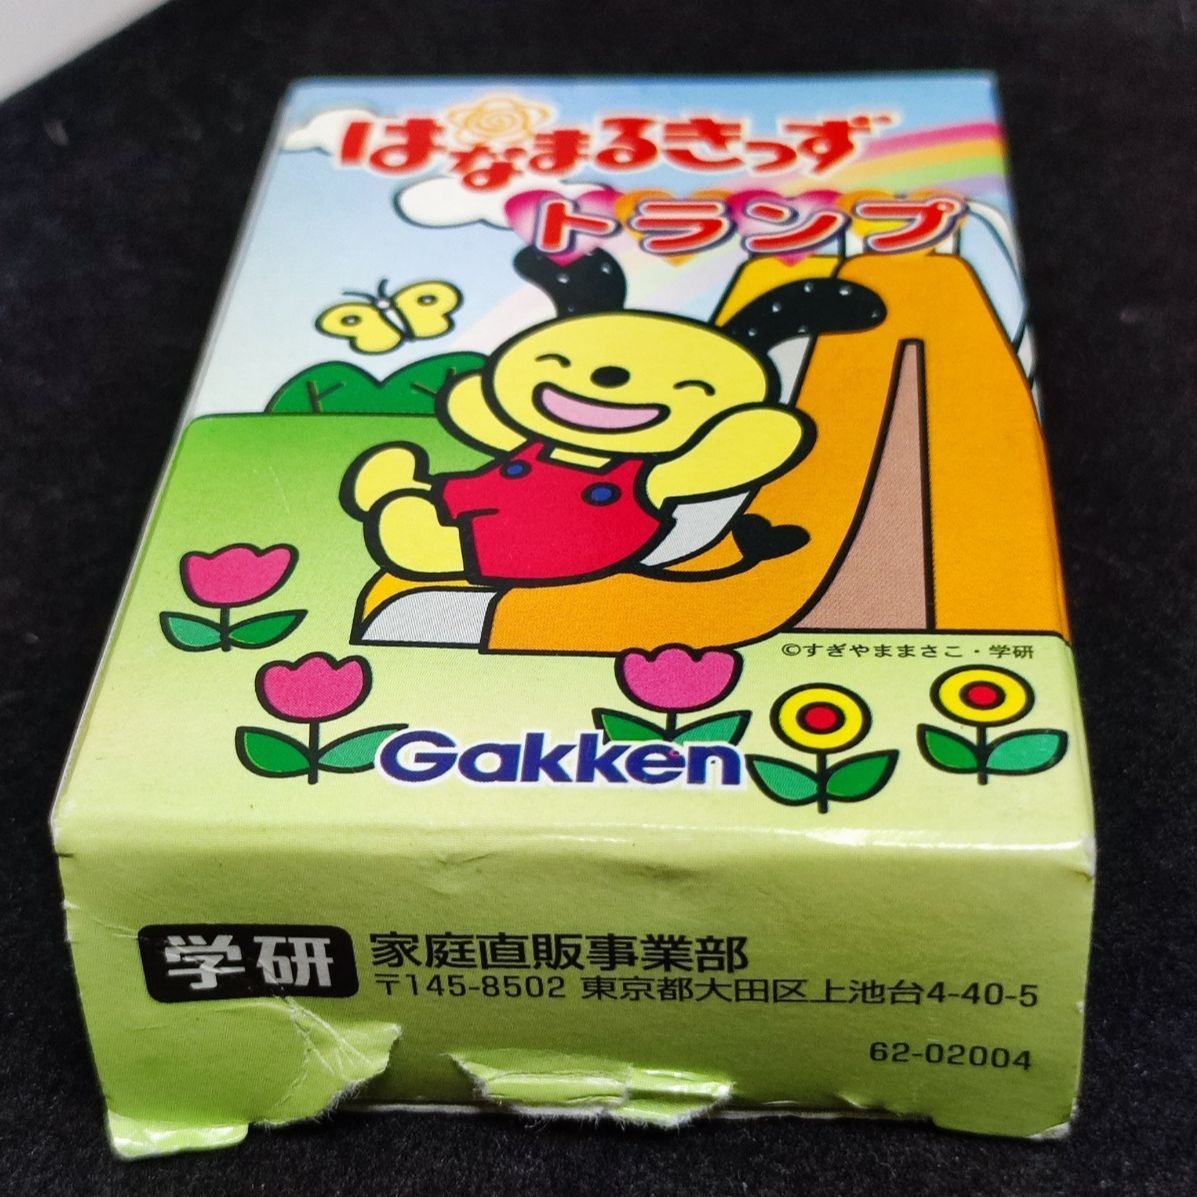 はなまるきっず
トランプ
©すぎやままさこ・学研
Gakken
学研 家庭直販事業部
〒145-8502 東京都大田区上池台4-40-5
62-02004